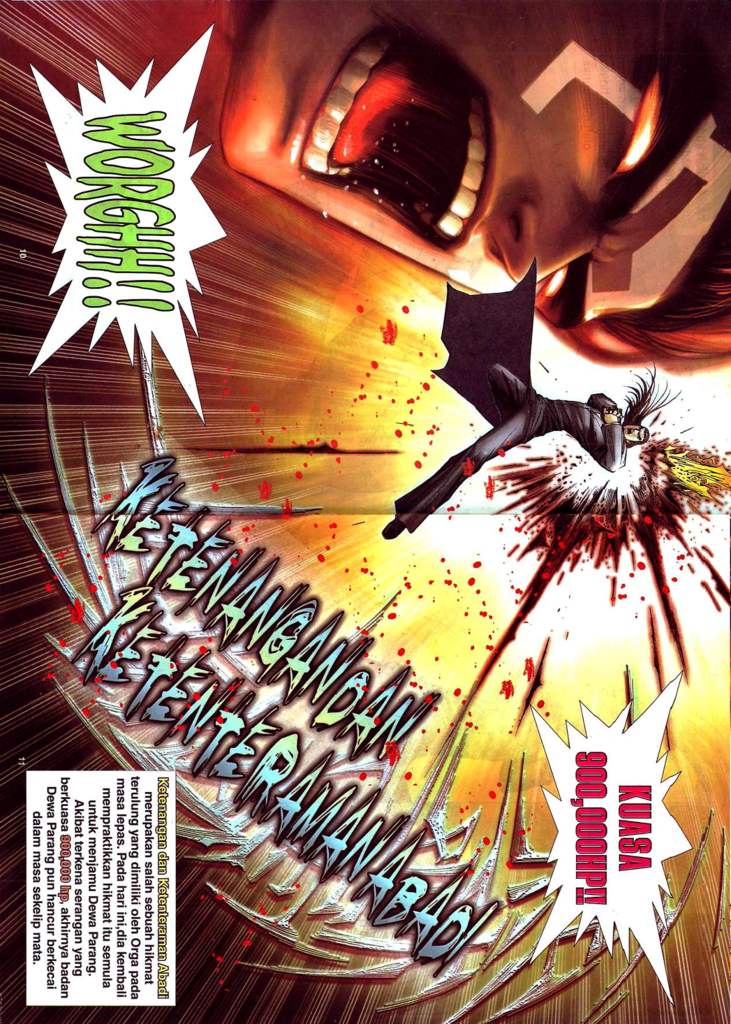 WORGHH!!
KETENANGAN DAN
KETENTERAMAN ABADI
KUASA
900,000HP!!
Ketenangan dan Ketenteraman Abadi
merupakan salah sebuah hikmat
terulung yang dimiliki oleh Orga pada
masa lepas. Pada hari ini,dia kembali
mempraktikkan hikmat itu semula
untuk menjamu Dewa Parang.
Akibat terkena serangan yang
berkuasa 900,000 hp, akhirnya badan
Dewa Parang pun hancur berkecai
dalam masa sekelip mata.
10
11